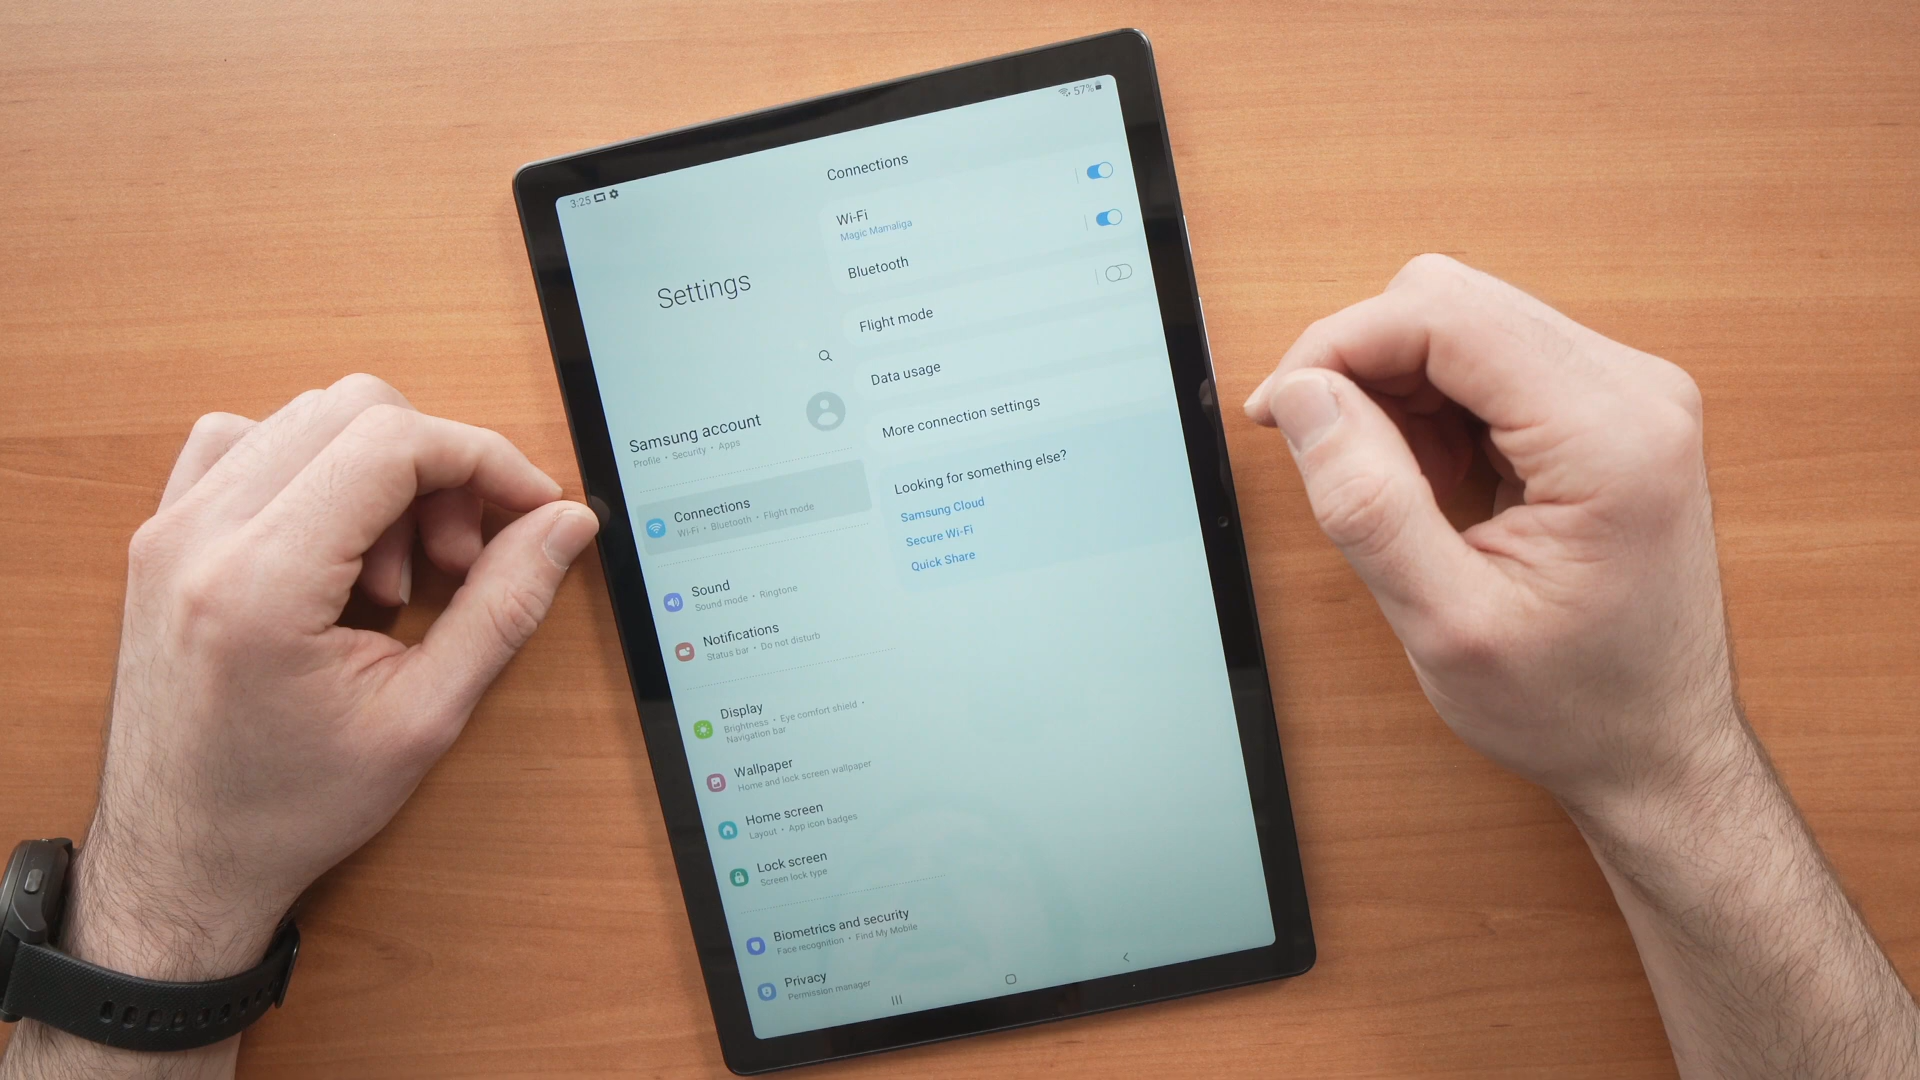 3:25
57%
Settings
Samsung account
Profile • Security • Apps
Connections
Wi-Fi • Bluetooth • Flight mode
Sound
Sound mode • Ringtone
Notifications
Status bar • Do not disturb
Display
Brightness • Eye comfort shield •
Navigation bar
Wallpaper
Home and lock screen wallpaper
Home screen
Layout • App icon badges
Lock screen
Screen lock type
Biometrics and security
Face recognition • Find My Mobile
Privacy
Permission manager
Connections
Wi-Fi
Magic Mamaliga
Bluetooth
Flight mode
Data usage
More connection settings
Looking for something else?
Samsung Cloud
Secure Wi-Fi
Quick Share